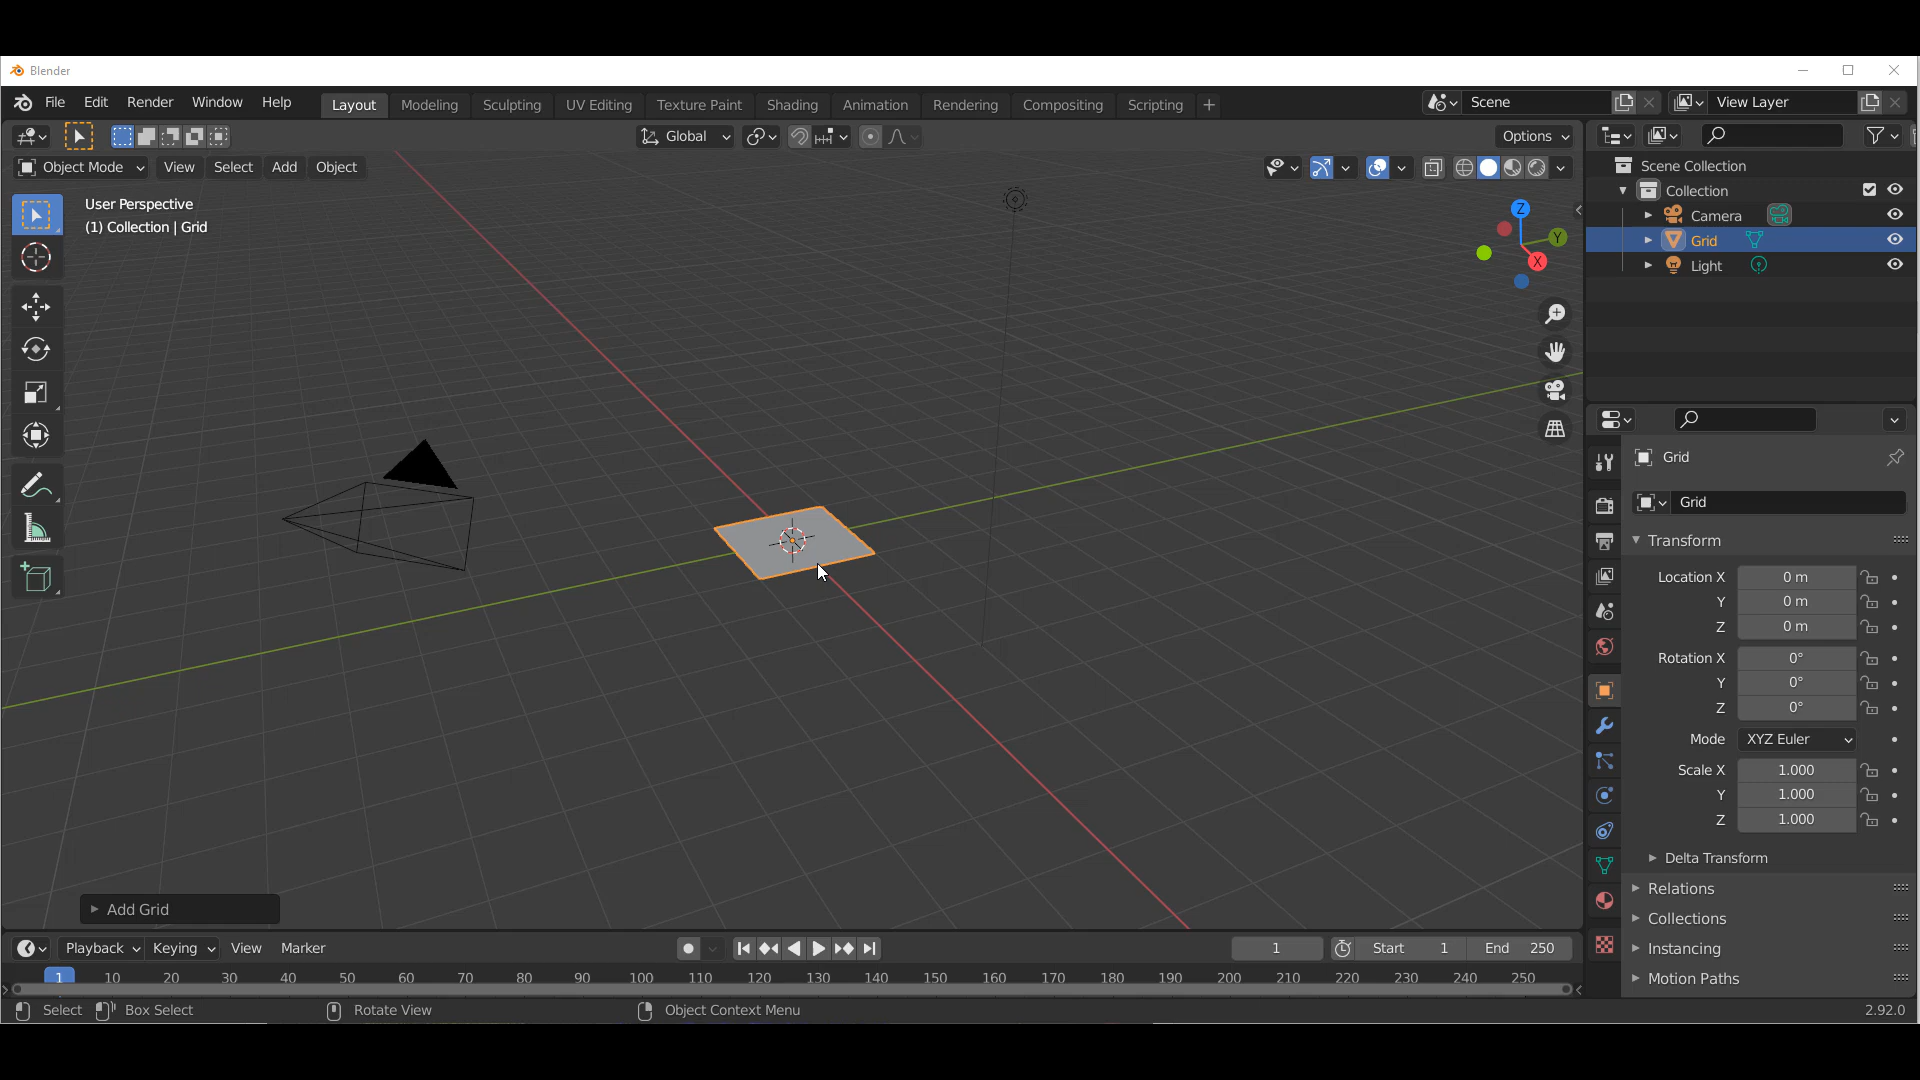 Blender
File Edit Render Window Help Layout Modeling Sculpting UV Editing Texture Paint Shading Animation Rendering Compositing Scripting + Scene View Layer
Global Options
Object Mode View Select Add Object
User Perspective
(1) Collection | Grid
Z
Y
X
Scene Collection
Collection
Camera
Grid
Light
Grid
Grid
Transform
Location X 0 m
Y 0 m
Z 0 m
Rotation X 0°
Y 0°
Z 0°
Mode XYZ Euler
Scale X 1.000
Y 1.000
Z 1.000
Delta Transform
Relations
Collections
Instancing
Motion Paths
Add Grid
Playback Keying View Marker 1 Start 1 End 250
1 10 20 30 40 50 60 70 80 90 100 110 120 130 140 150 160 170 180 190 200 210 220 230 240 250
Select Box Select Rotate View Object Context Menu 2.92.0